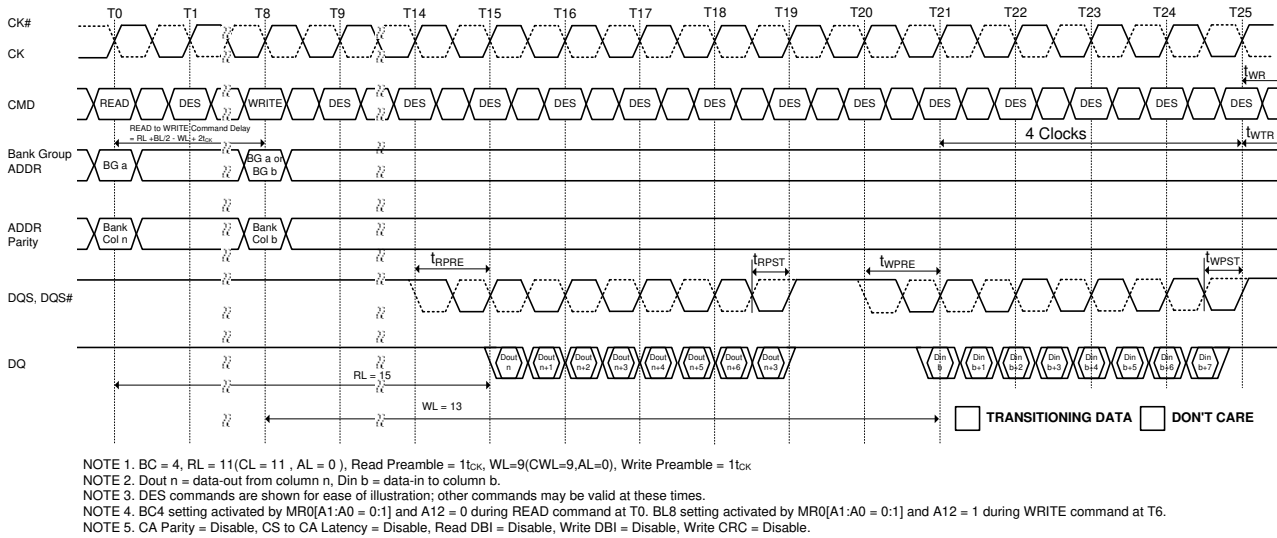 T0 T1 T8 T9 T14 T15 T16 T17 T18 T19 T20 T21 T22 T23 T24 T25
CK#
CK
tWR
CMD READ DES WRITE DES DES DES DES DES DES DES DES DES DES DES DES DES
READ to WRITE Command Delay
= RL +BL/2 - WL + 2tCK
4 Clocks
tWTR
Bank Group
ADDR
BG a
BG a or
BG b
ADDR
Parity
Bank
Col n
Bank
Col b
tRPRE tRPST tWPRE tWPST
DQS, DQS#
DQ
Dout
n
Dout
n+1
Dout
n+2
Dout
n+3
Dout
n+4
Dout
n+5
Dout
n+6
Dout
n+3
Din
b
Din
b+1
Din
b+2
Din
b+3
Din
b+4
Din
b+5
Din
b+6
Din
b+7
RL = 15
WL = 13
TRANSITIONING DATA DON'T CARE
NOTE 1. BC = 4, RL = 11(CL = 11 , AL = 0 ), Read Preamble = 1tCK, WL=9(CWL=9,AL=0), Write Preamble = 1tCK
NOTE 2. Dout n = data-out from column n, Din b = data-in to column b.
NOTE 3. DES commands are shown for ease of illustration; other commands may be valid at these times.
NOTE 4. BC4 setting activated by MR0[A1:A0 = 0:1] and A12 = 0 during READ command at T0. BL8 setting activated by MR0[A1:A0 = 0:1] and A12 = 1 during WRITE command at T6.
NOTE 5. CA Parity = Disable, CS to CA Latency = Disable, Read DBI = Disable, Write DBI = Disable, Write CRC = Disable.